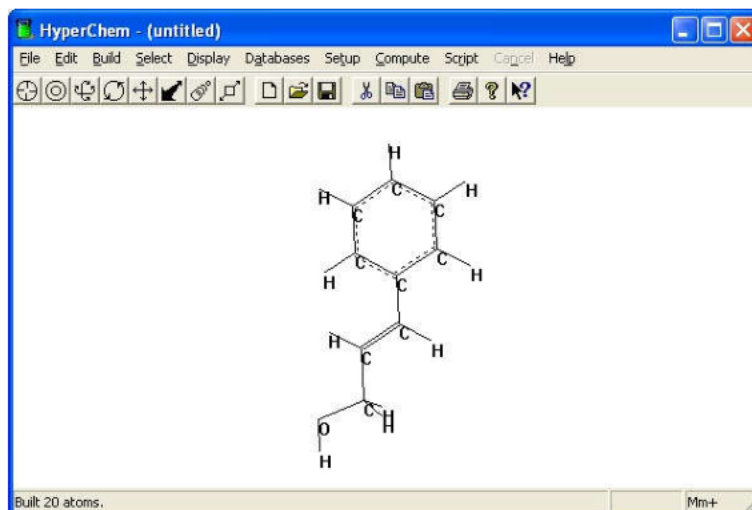 HyperChem - (untitled)
File Edit Build Select Display Databases Setup Compute Script Cancel Help
H
H C H
C C
C C
H C H
H C H
C
C H
H
O
H
Built 20 atoms. Mm+